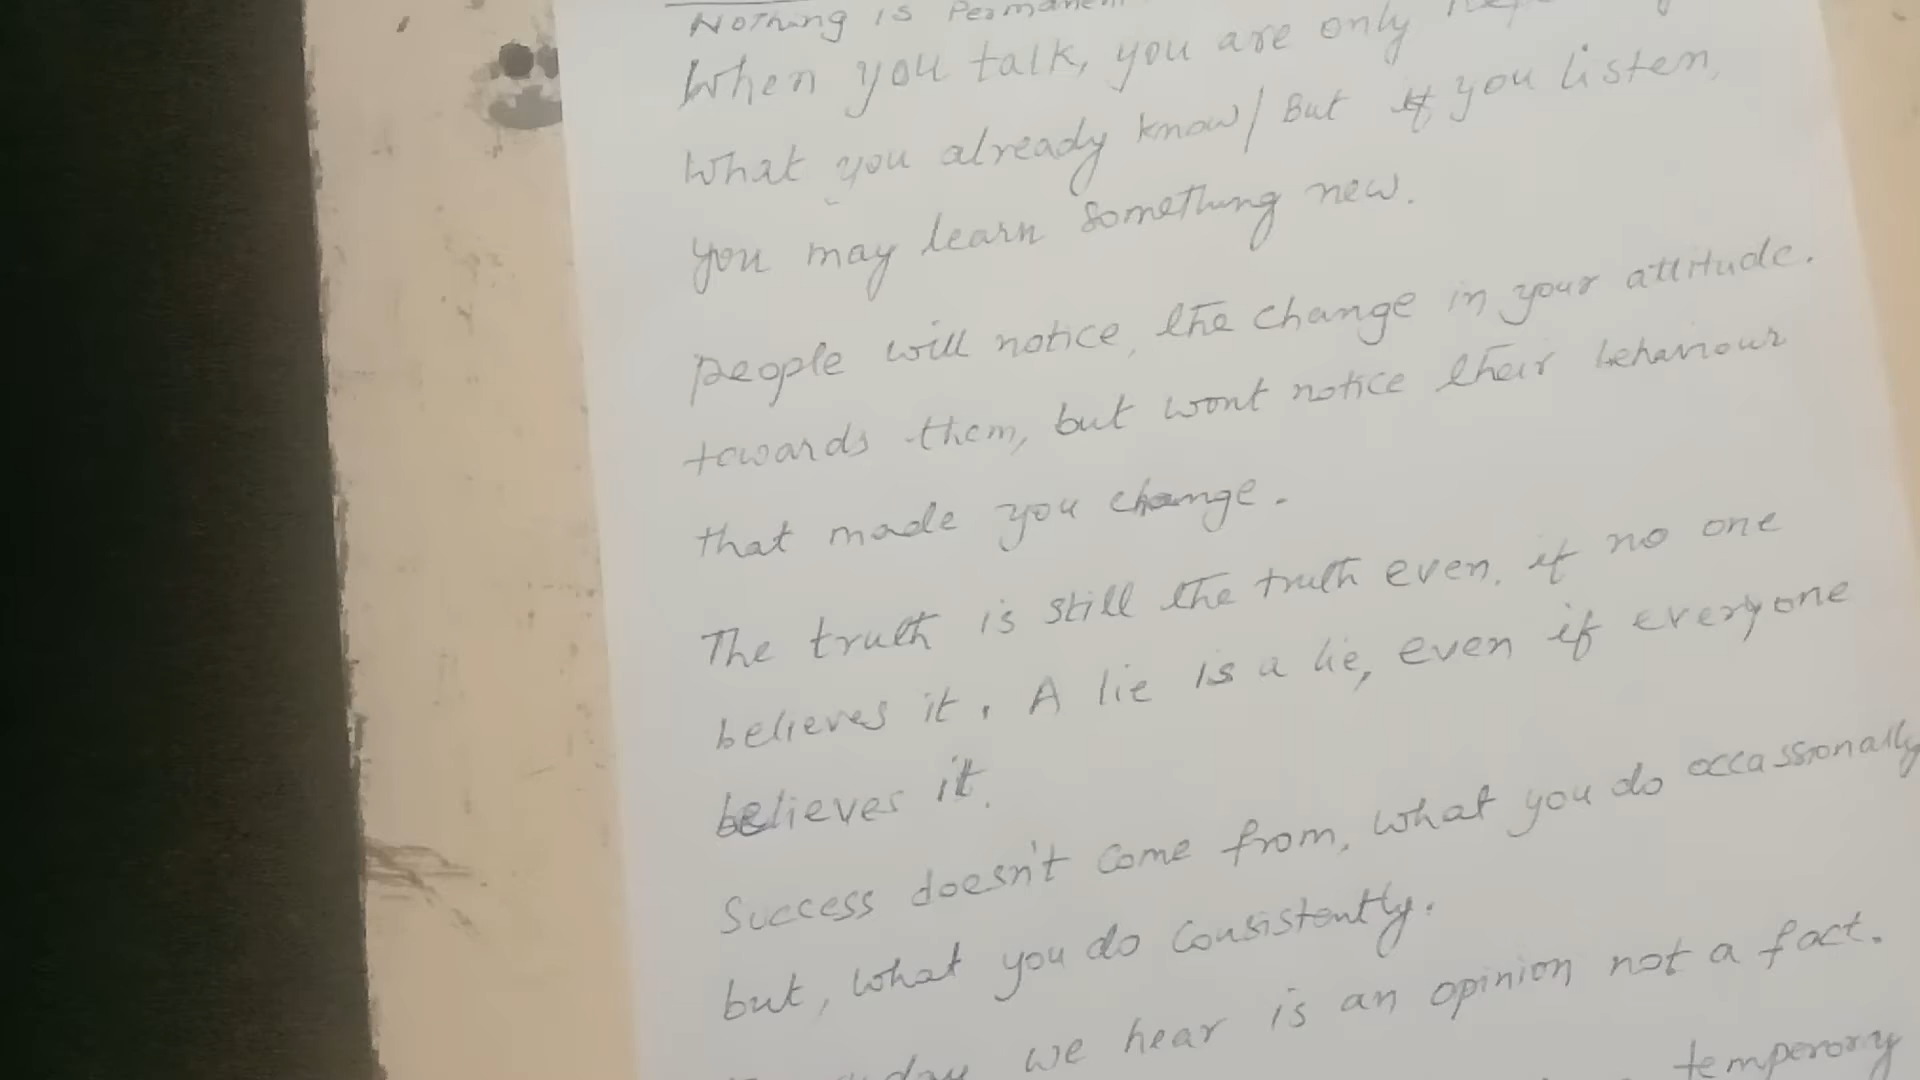 Nothing is Permanent
When you talk, you are only
What you already know/ But if you listen,
you may learn something new.
People will notice, the change in your attitude.
towards them, but wont notice their behaviour
that made you change.
The truth is still the truth even, if no one
believes it. A lie is a lie, even if everyone
believes it.
Success doesn't come from, what you do occassionally
but, what you do consistently.
we hear is an opinion not a fact.
temperory